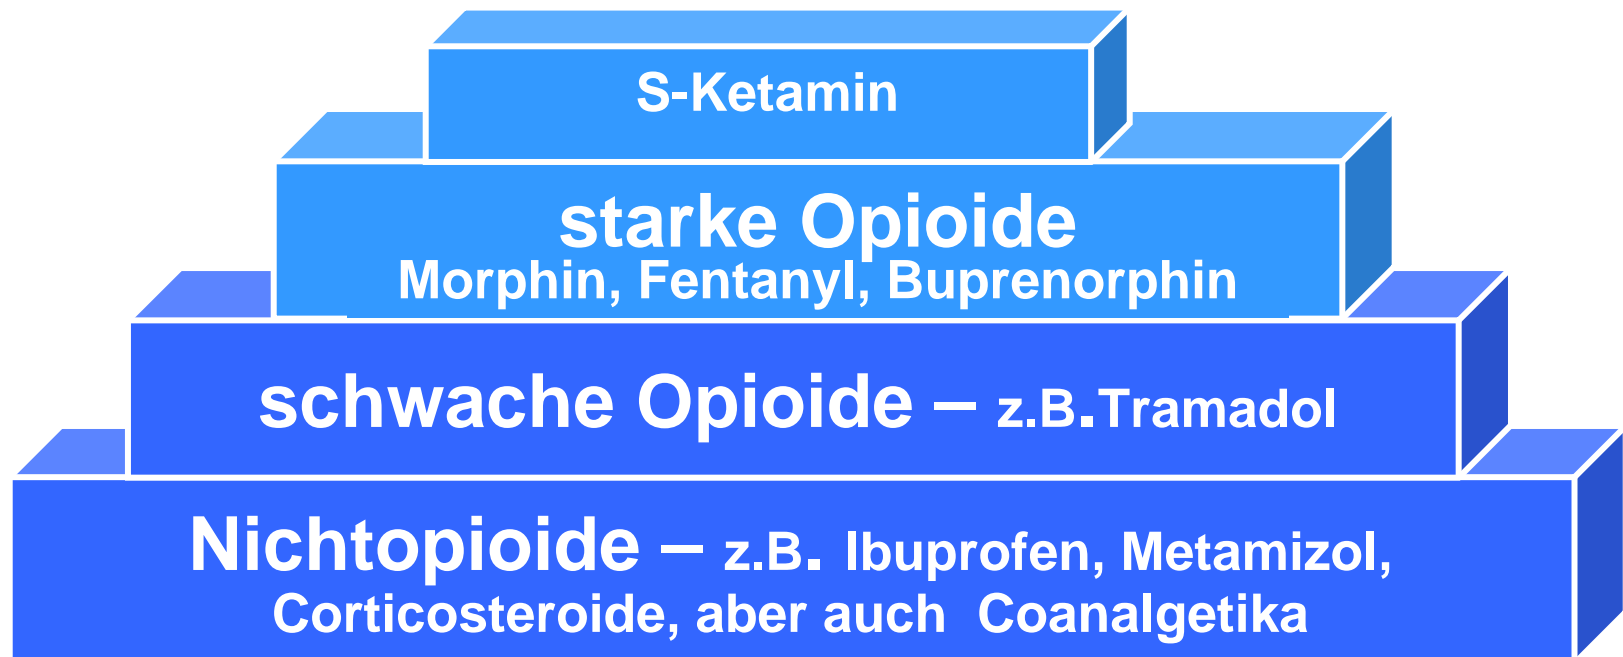 S-Ketamin
starke Opioide
Morphin, Fentanyl, Buprenorphin
schwache Opioide – z.B.Tramadol
Nichtopioide – z.B. Ibuprofen, Metamizol,
Corticosteroide, aber auch Coanalgetika